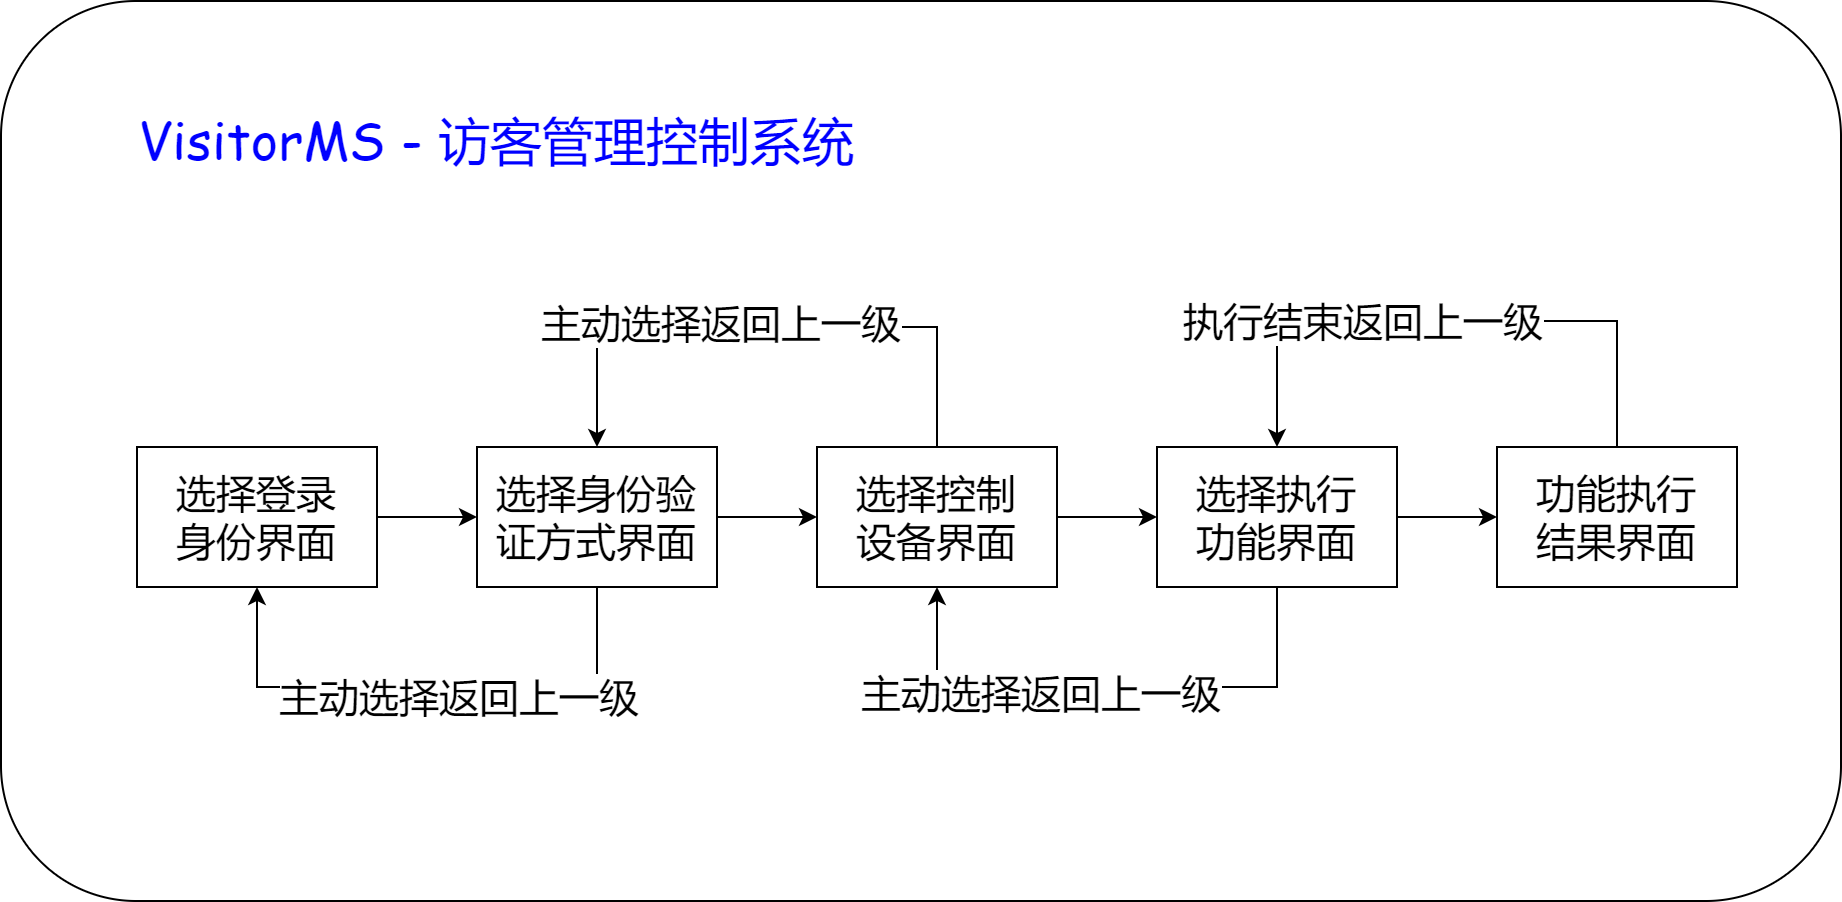 VisitorMS - 访客管理控制系统
主动选择返回上一级
执行结束返回上一级
选择登录
身份界面
选择身份验
证方式界面
选择控制
设备界面
选择执行
功能界面
功能执行
结果界面
主动选择返回上一级
主动选择返回上一级